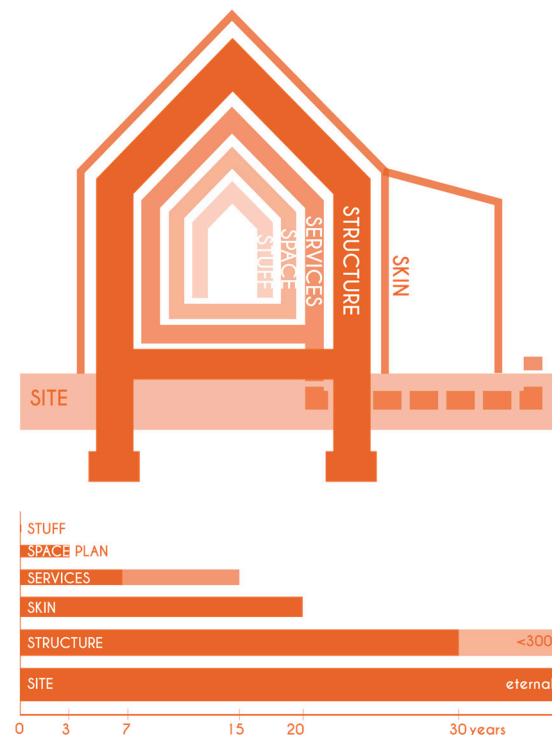 STUFF
SPACE
SERVICES
STRUCTURE
SKIN
SITE
STUFF
SPACE PLAN
SERVICES
SKIN
STRUCTURE <300
SITE eternal
0 3 7 15 20 30 years